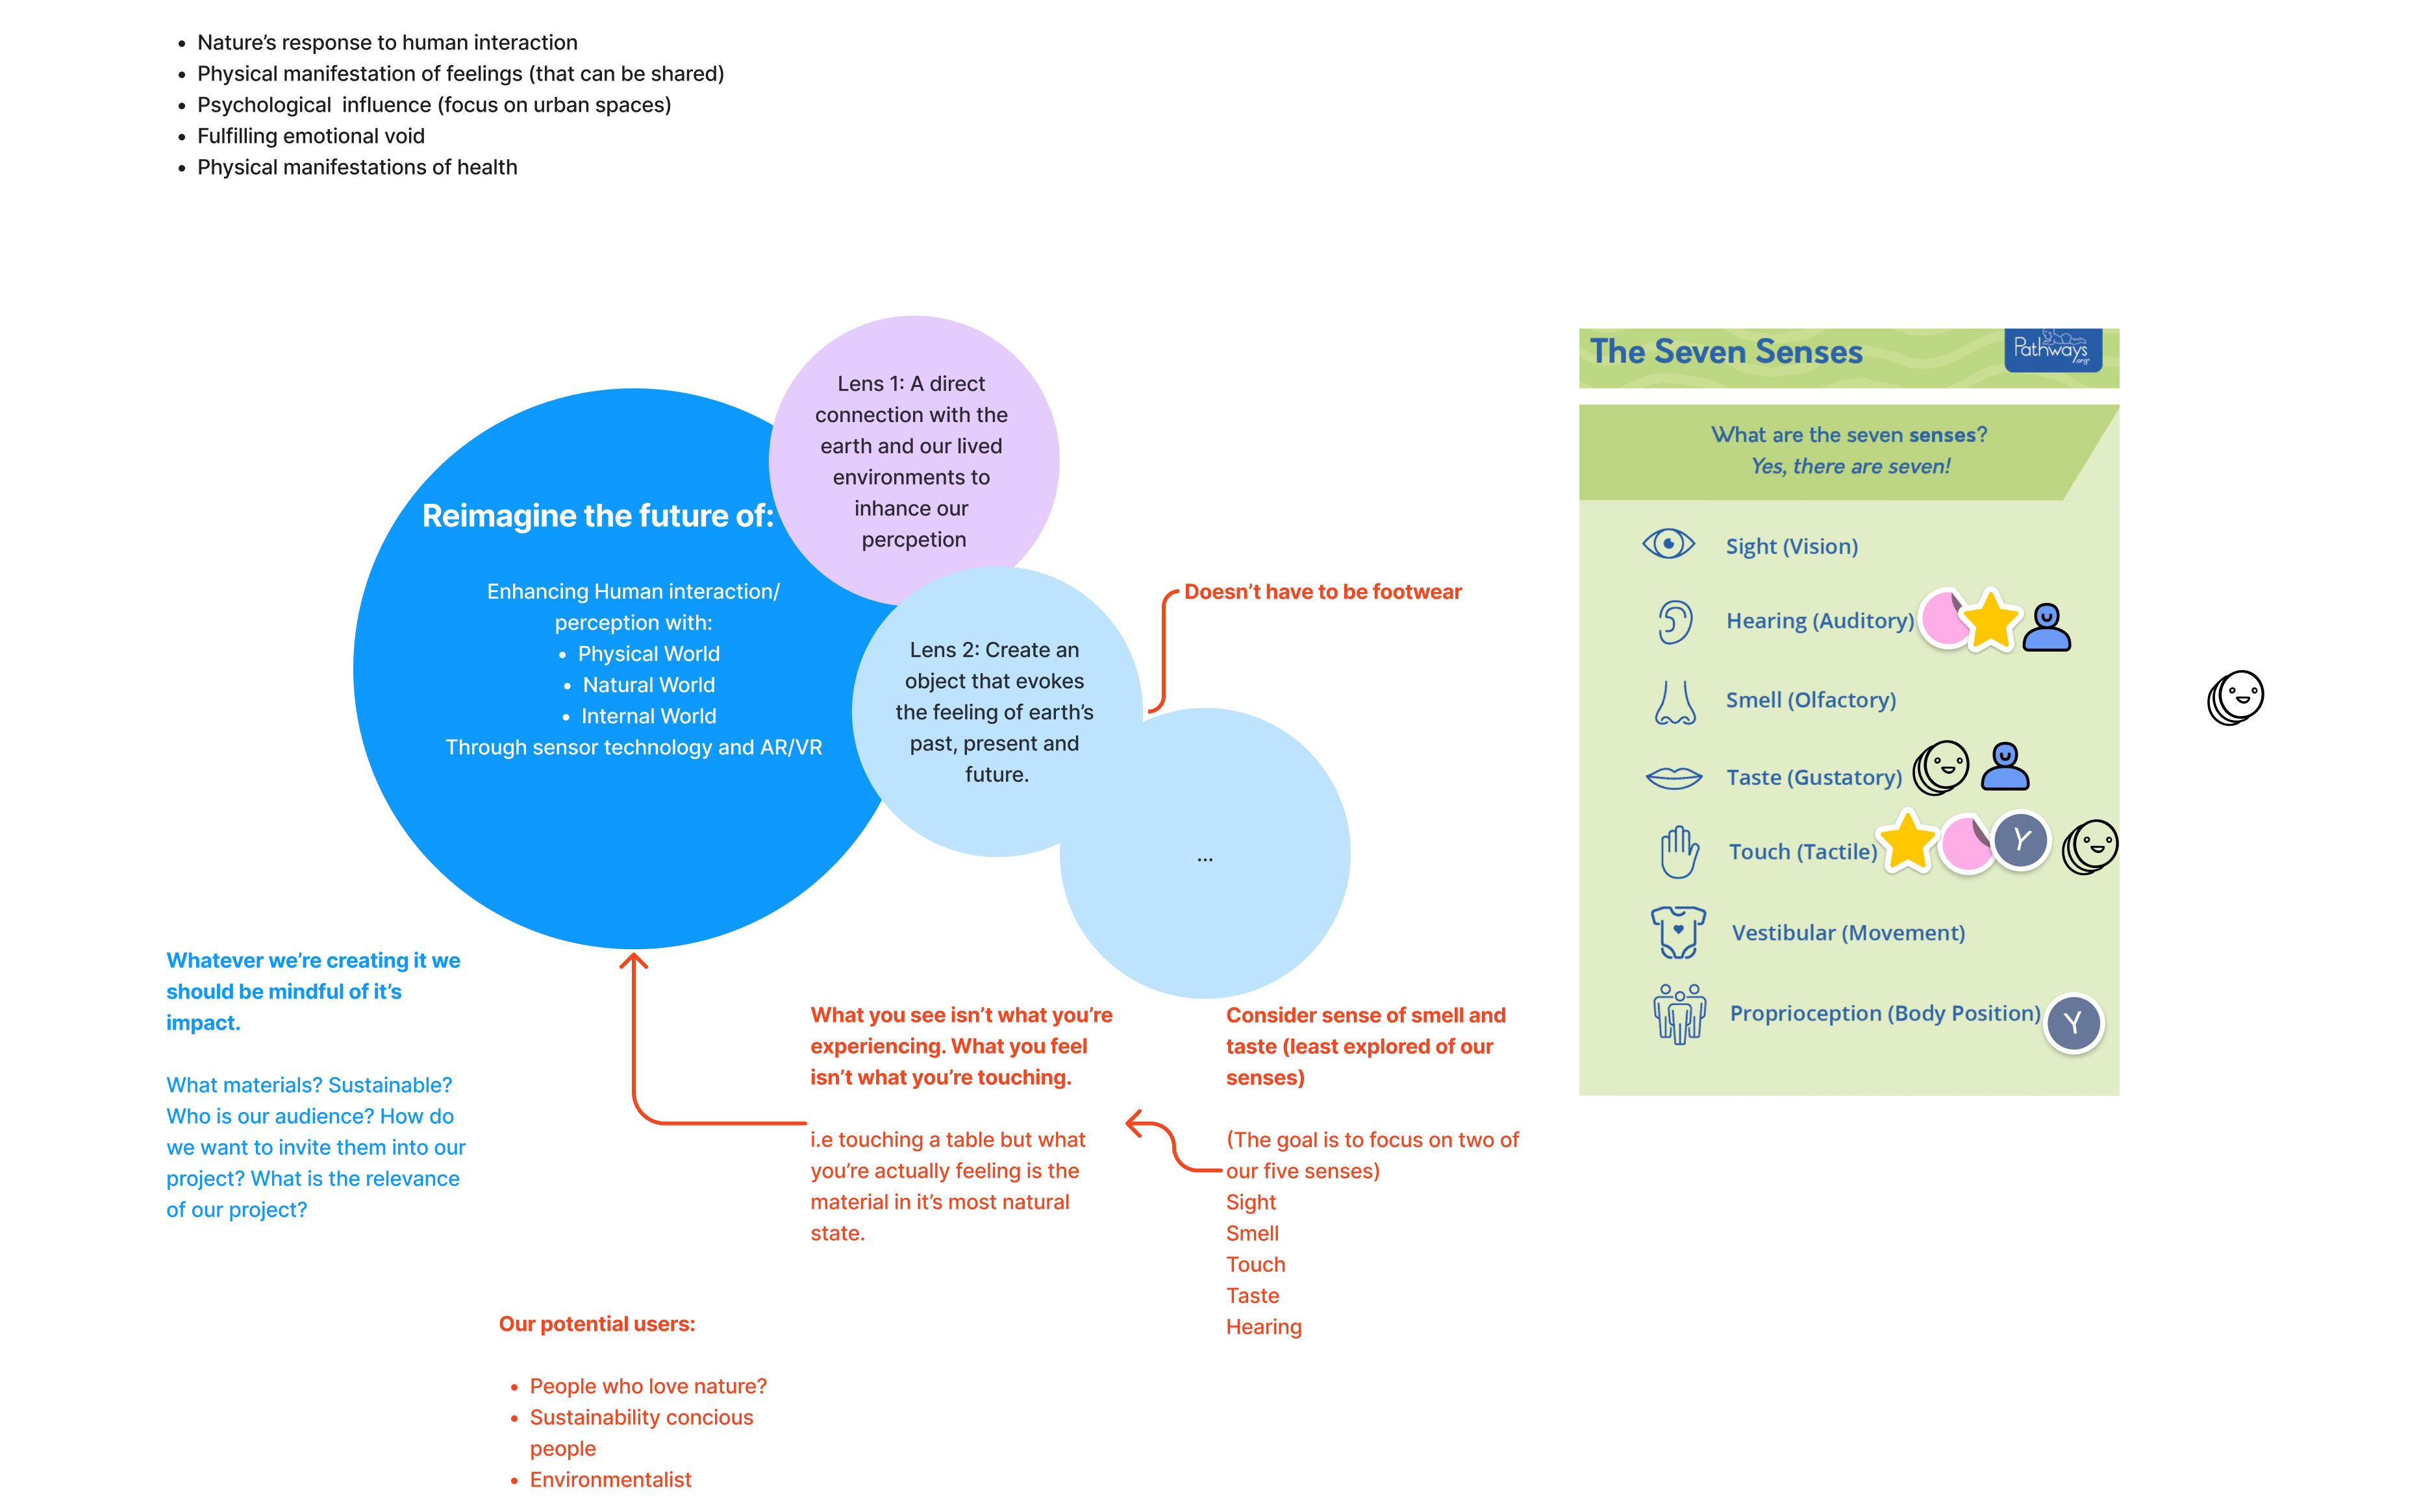 • Nature’s response to human interaction
• Physical manifestation of feelings (that can be shared)
• Psychological  influence (focus on urban spaces)
• Fulfilling emotional void
• Physical manifestations of health
Reimagine the future of:
Enhancing Human interaction/
perception with:
• Physical World
• Natural World
• Internal World
Through sensor technology and AR/VR
Lens 1: A direct
connection with the
earth and our lived
environments to
inhance our
percpetion
Lens 2: Create an
object that evokes
the feeling of earth’s
past, present and
future.
Doesn’t have to be footwear
...
Whatever we’re creating it we
should be mindful of it’s
impact.
What materials? Sustainable?
Who is our audience? How do
we want to invite them into our
project? What is the relevance
of our project?
What you see isn’t what you’re
experiencing. What you feel
isn’t what you’re touching.
i.e touching a table but what
you’re actually feeling is the
material in it’s most natural
state.
Consider sense of smell and
taste (least explored of our
senses)
(The goal is to focus on two of
our five senses)
Sight
Smell
Touch
Taste
Hearing
Our potential users:
• People who love nature?
• Sustainability concious
people
• Environmentalist
The Seven Senses
Pathways
.org
What are the seven senses?
Yes, there are seven!
Sight (Vision)
Hearing (Auditory)
Smell (Olfactory)
Taste (Gustatory)
Touch (Tactile)
Y
Vestibular (Movement)
Proprioception (Body Position)
Y